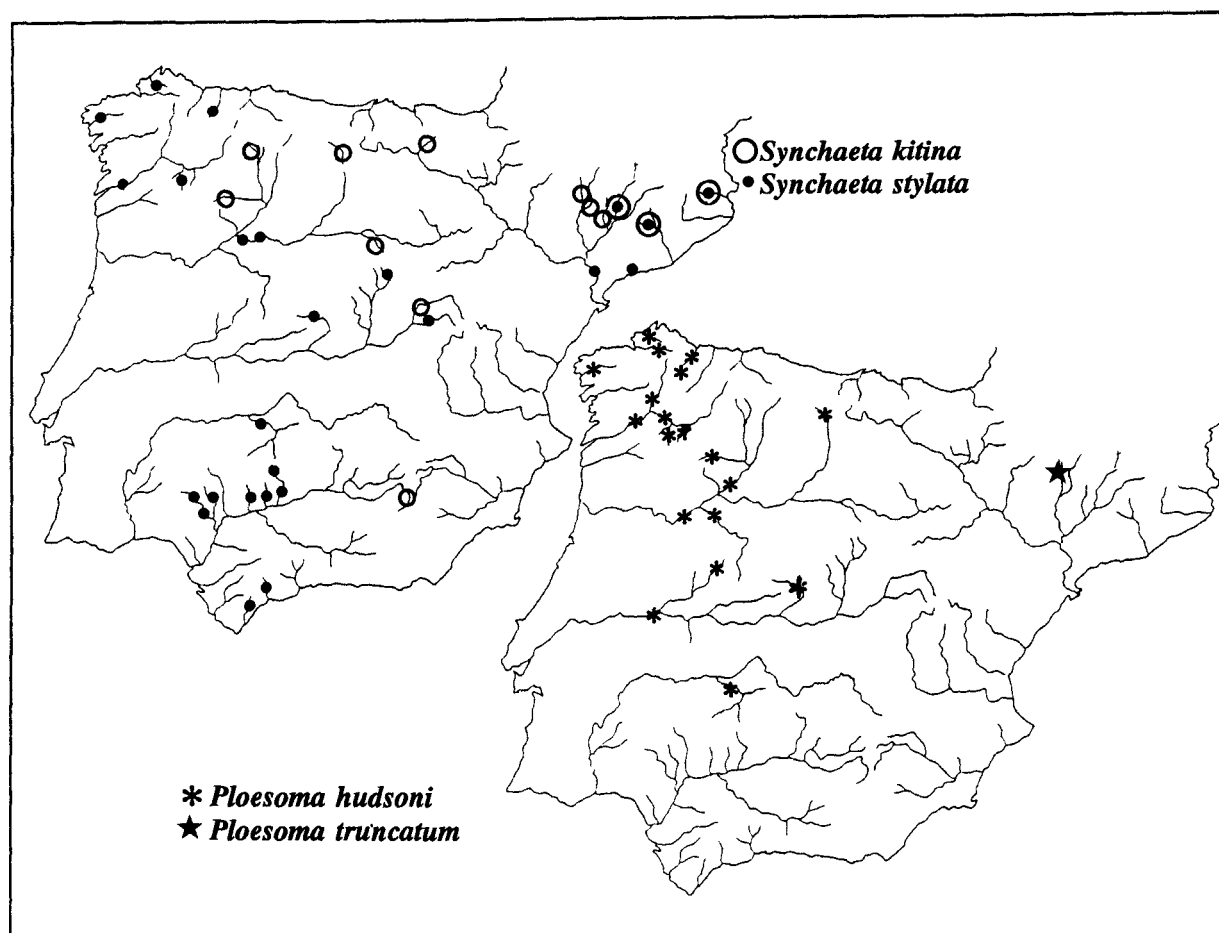 Synchaeta kitina
Synchaeta stylata
Ploesoma hudsoni
Ploesoma truncatum